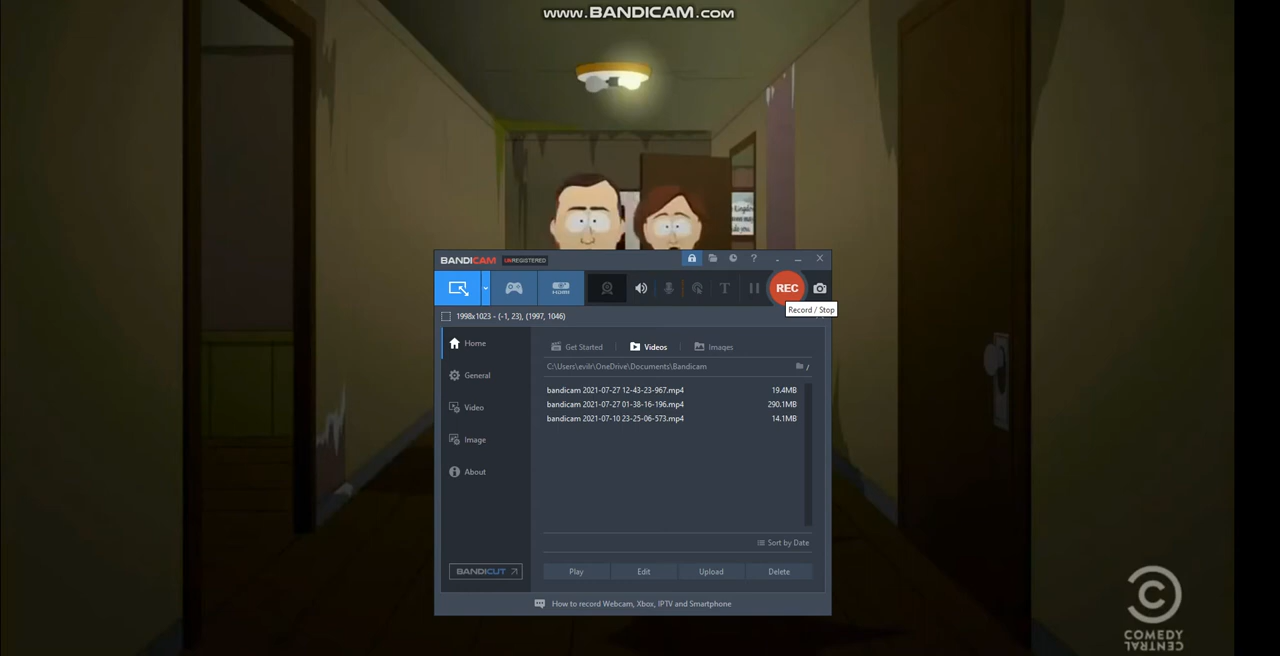 WWW.BANDICAM.COM
BANDICAM UNREGISTERED
?
T
REC
Record / Stop
1998x1023 - (-1, 23), (1997, 1046)
Home
General
Video
Image
About
BANDICUT
Get Started
Videos
Images
C:\Users\evilr\OneDrive\Documents\Bandicam
/
bandicam 2021-07-27 12-43-23-967.mp4 19.4MB
bandicam 2021-07-27 01-38-16-196.mp4 290.1MB
bandicam 2021-07-10 23-25-06-573.mp4 14.1MB
Sort by Date
Play Edit Upload Delete
How to record Webcam, Xbox, IPTV and Smartphone
COMEDY
CENTRAL